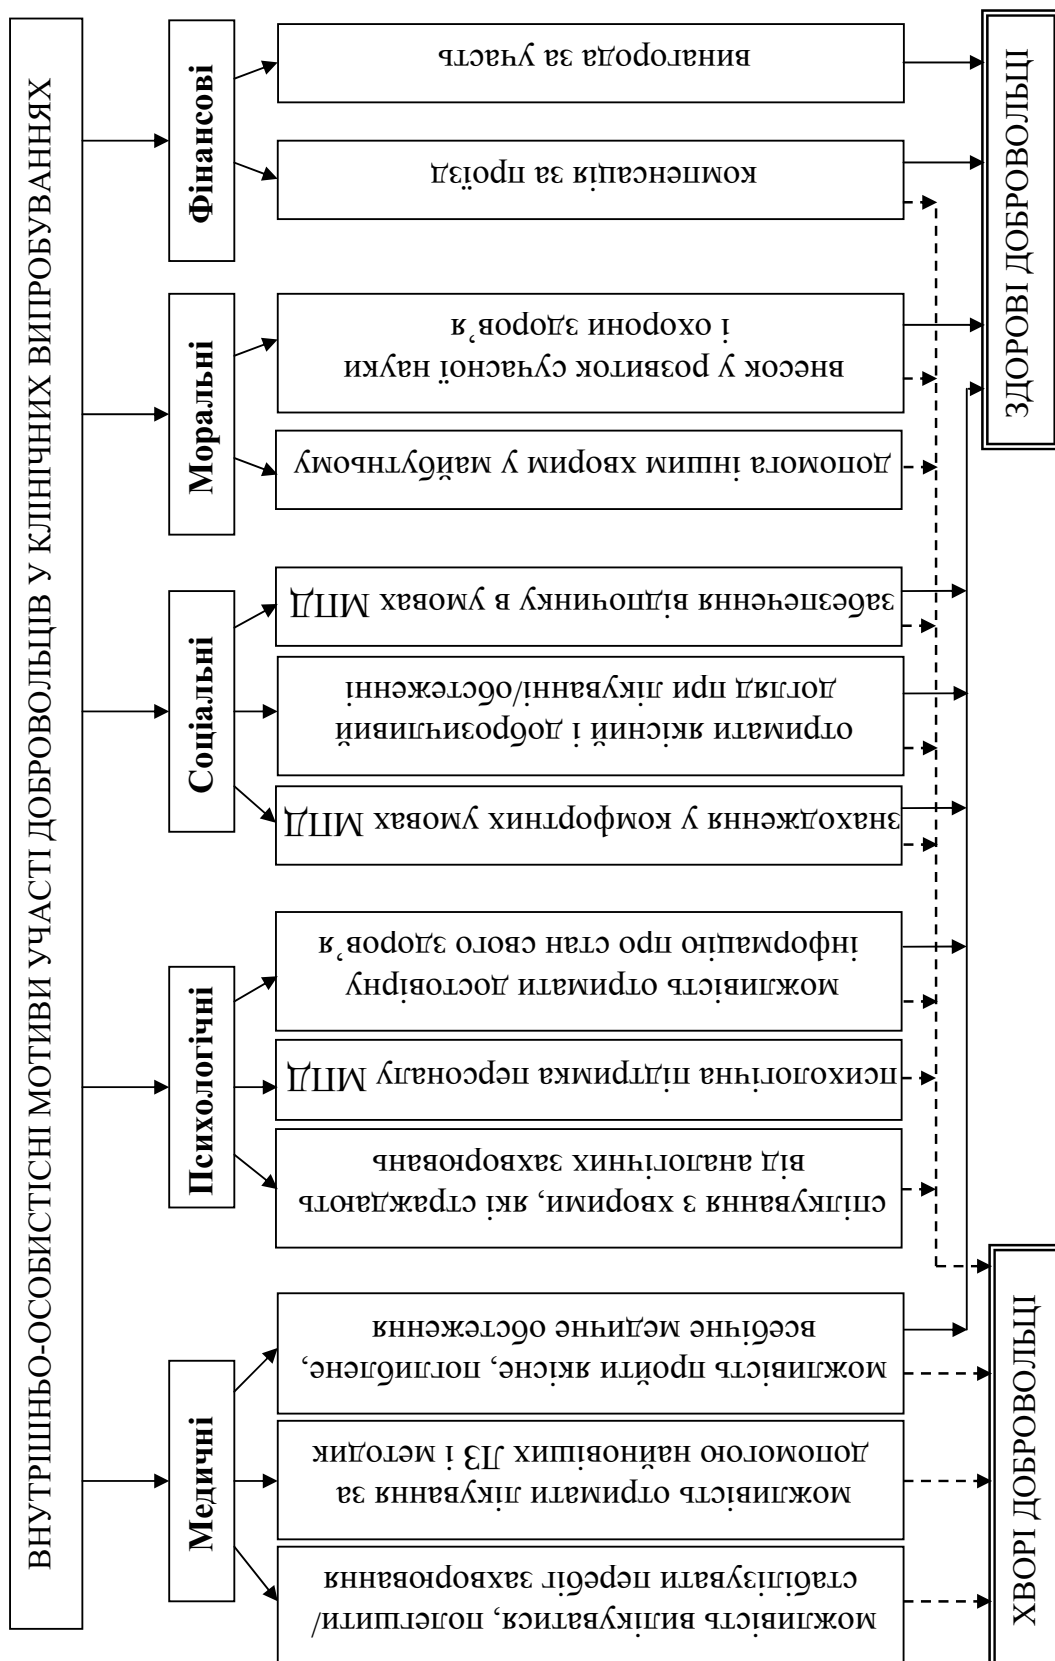 ВНУТРІШНЬО-ОСОБИСТІСНІ МОТИВИ УЧАСТІ ДОБРОВОЛЬЦІВ У КЛІНІЧНИХ ВИПРОБУВАННЯХ
Медичні
Психологічні
Соціальні
Моральні
Фінансові
можливість вилікуватися, полегшити/
стабілізувати перебіг захворювання
можливість отримати лікування за
допомогою найновіших ЛЗ і методик
можливість пройти якісне, поглиблене,
всебічне медичне обстеження
спілкування з хворими, які страждають
від аналогічних захворювань
психологічна підтримка персоналу МПД
можливість отримати достовірну
інформацію про стан свого здоров’я
знаходження у комфортних умовах МПД
отримати якісний і доброзичливий
догляд при лікуванні/обстеженні
забезпечення відпочинку в умовах МПД
допомога іншим хворим у майбутньому
внесок у розвиток сучасної науки
і охорони здоров’я
компенсація за проїзд
винагорода за участь
ХВОРІ ДОБРОВОЛЬЦІ
ЗДОРОВІ ДОБРОВОЛЬЦІ